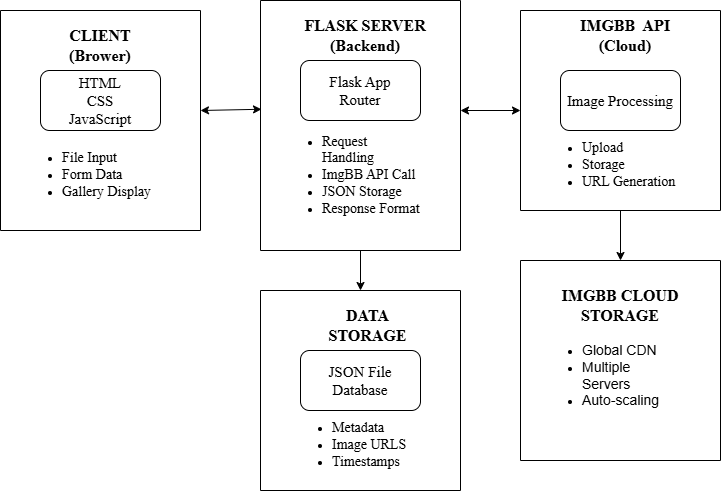 CLIENT
(Brower)
HTML
CSS
JavaScript
File Input
Form Data
Gallery Display
FLASK SERVER
(Backend)
Flask App
Router
Request
Handling
ImgBB API Call
JSON Storage
Response Format
IMGBB API
(Cloud)
Image Processing
Upload
Storage
URL Generation
DATA
STORAGE
JSON File
Database
Metadata
Image URLS
Timestamps
IMGBB CLOUD
STORAGE
Global CDN
Multiple
Servers
Auto-scaling